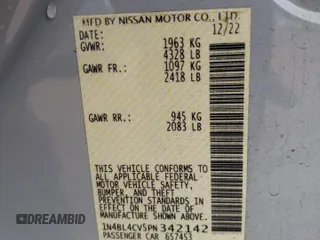 MFD BY NISSAN MOTOR CO., LTD.
DATE: 12/22
GVWR: 1963 KG
4328 LB
GAWR FR.: 1097 KG
2418 LB
GAWR RR.: 945 KG
2083 LB
THIS VEHICLE CONFORMS TO
ALL APPLICABLE FEDERAL
MOTOR VEHICLE SAFETY,
BUMPER, AND THEFT
PREVENTION STANDARDS
IN EFFECT ON THE DATE OF
MANUFACTURE SHOWN ABOVE.
1N4BL4CV5PN342142
PASSENGER CAR 657453
© DREAMBID